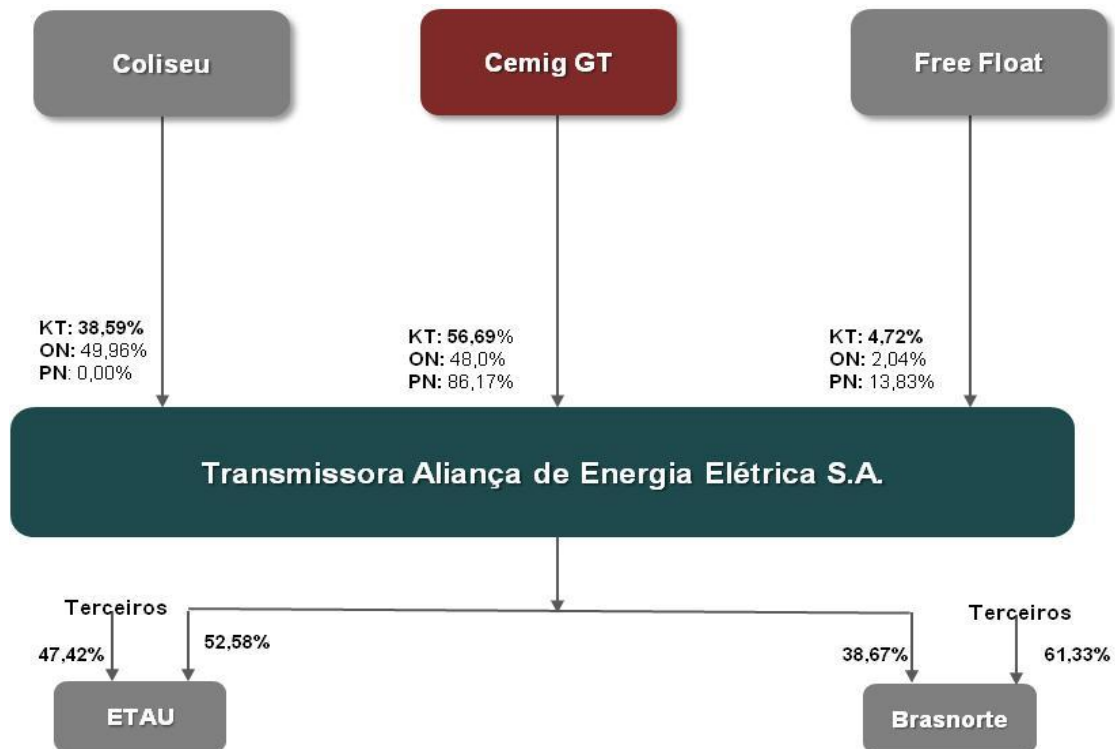 Coliseu
Cemig GT
Free Float
KT: 38,59%
ON: 49,96%
PN: 0,00%
KT: 56,69%
ON: 48,0%
PN: 86,17%
KT: 4,72%
ON: 2,04%
PN: 13,83%
Transmissora Aliança de Energia Elétrica S.A.
Terceiros
47,42%
52,58%
Terceiros
38,67%
61,33%
ETAU
Brasnorte